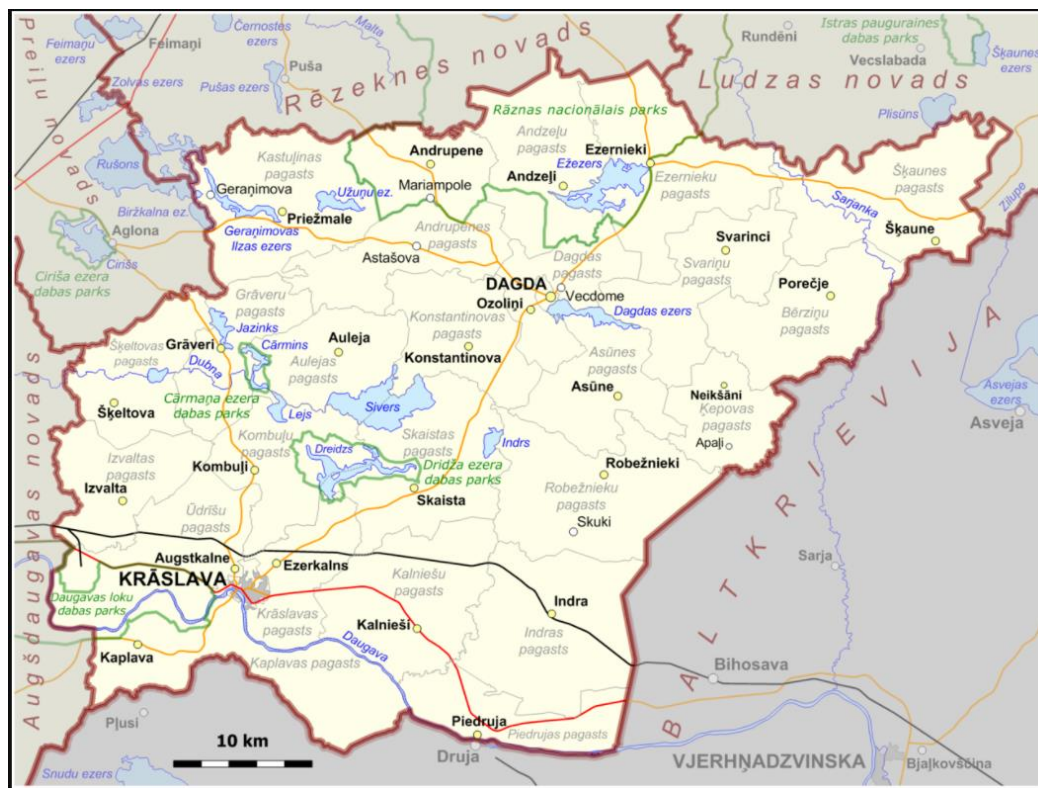 Preiļu novads
Feimaņu
ezers
Feimaņi
Černostes
ezers
Malta
Rundēni
Istras pauguraines
dabas parks
Vecslabada
Šķaunes
ezers
Zolvas ezers
Puša
Pušas ezers
Rēzeknes novads
Ludzas novads
Plisūns
Rāznas nacionālais parks
Rušons
Kastuļinas
pagasts
Andrupene
Andzeļu
pagasts
Ezernieki
Ežezers
Andzeļi
Ezernieku
pagasts
Šķaunes
pagasts
Geraņimova
Užuņu ez.
Mariampole
Biržkalna ez.
Priežmale
Geraņimovas
Ilzas ezers
Aglona
Andrupenes
pagasts
Sarjanka
Zilupe
Cirišs
Astašova
Svarinci
Šķaune
Ciriša ezera
dabas parks
Dagdas
pagasts
Svariņu
pagasts
DAGDA
Vecdome
Porečje
Grāveru
pagasts
Ozoliņi
Dagdas ezers
Bērziņu
pagasts
Jazinks
Konstantinovas
pagasts
Šķeltovas
pagasts
Grāveri
Cārmins
Auleja
Aulejas
pagasts
Konstantinova
Asūnes
pagasts
Dubna
Asvejas
ezers
Asūne
Neikšāni
Ķepovas
pagasts
Asveja
Šķeltova
Cārmaņa ezera
dabas parks
Lejs
Sivers
Kombuļu
pagasts
Skaistas
pagasts
Indrs
Apaļi
Izvaltas
pagasts
Dreidzs
Kombuļi
Dridža ezera
dabas parks
Robežnieki
Robežnieku
pagasts
Izvalta
Skaista
Ūdrīšu
pagasts
Skuki
Augšdaugavas novads
BALTKRIEVIJA
Sarja
Augstkalne
Ezerkalns
KRĀSLAVA
Kalniešu
pagasts
Daugavas loku
dabas parks
Indra
Krāslavas
pagasts
Kalnieši
Indras
pagasts
Kaplava
Daugava
Kaplavas pagasts
Bihosava
Pļusi
Piedruja
Piedrujas pagasts
10 km
Druja
VJERHŅADZVINSKA
Bjaļkovščina
Snudu ezers